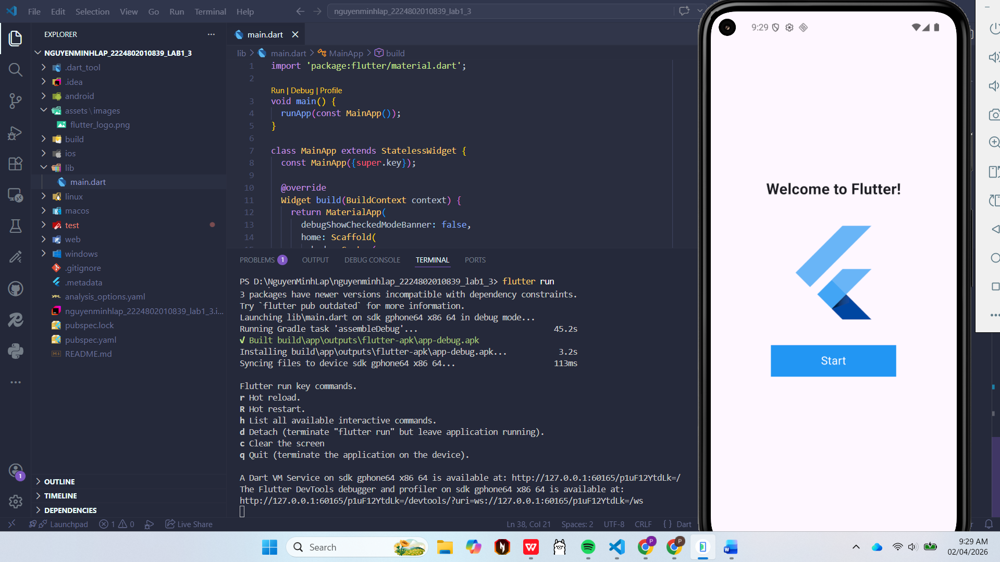 File Edit Selection View Go Run Terminal Help
nguyenminhlap_2224802010839_lab1_3
EXPLORER
NGUYENMINHLAP_2224802010839_LAB1_3
.dart_tool
.idea
android
assets\images
flutter_logo.png
build
ios
lib
main.dart
linux
macos
test
web
windows
.gitignore
.metadata
analysis_options.yaml
nguyenminhlap_2224802010839_lab1_3.i...
pubspec.lock
pubspec.yaml
README.md
OUTLINE
TIMELINE
DEPENDENCIES
main.dart
lib > main.dart > MainApp > build
1 import 'package:flutter/material.dart';
2
Run | Debug | Profile
3 void main() {
4 runApp(const MainApp());
5 }
6
7 class MainApp extends StatelessWidget {
8 const MainApp({super.key});
9
10 @override
11 Widget build(BuildContext context) {
12 return MaterialApp(
13 debugShowCheckedModeBanner: false,
14 home: Scaffold(
PROBLEMS 1 OUTPUT DEBUG CONSOLE TERMINAL PORTS
PS D:\NguyenMinhLap\nguyenminhlap_2224802010839_lab1_3> flutter run
3 packages have newer versions incompatible with dependency constraints.
Try `flutter pub outdated` for more information.
Launching lib\main.dart on sdk gphone64 x86 64 in debug mode...
Running Gradle task 'assembleDebug'... 45.2s
√ Built build\app\outputs\flutter-apk\app-debug.apk
Installing build\app\outputs\flutter-apk\app-debug.apk... 3.2s
Syncing files to device sdk gphone64 x86 64... 113ms
Flutter run key commands.
r Hot reload.
R Hot restart.
h List all available interactive commands.
d Detach (terminate "flutter run" but leave application running).
c Clear the screen
q Quit (terminate the application on the device).
A Dart VM Service on sdk gphone64 x86 64 is available at: http://127.0.0.1:60165/p1uF12YtdLk=/
The Flutter DevTools debugger and profiler on sdk gphone64 x86 64 is available at:
http://127.0.0.1:60165/p1uF12YtdLk=/devtools/?uri=ws://127.0.0.1:60165/p1uF12YtdLk=/ws
1
Launchpad 1 0 Live Share Ln 38, Col 21 Spaces: 2 UTF-8 CRLF {} Dart
9:29
Welcome to Flutter!
Start
Search
9:29 AM
02/04/2026